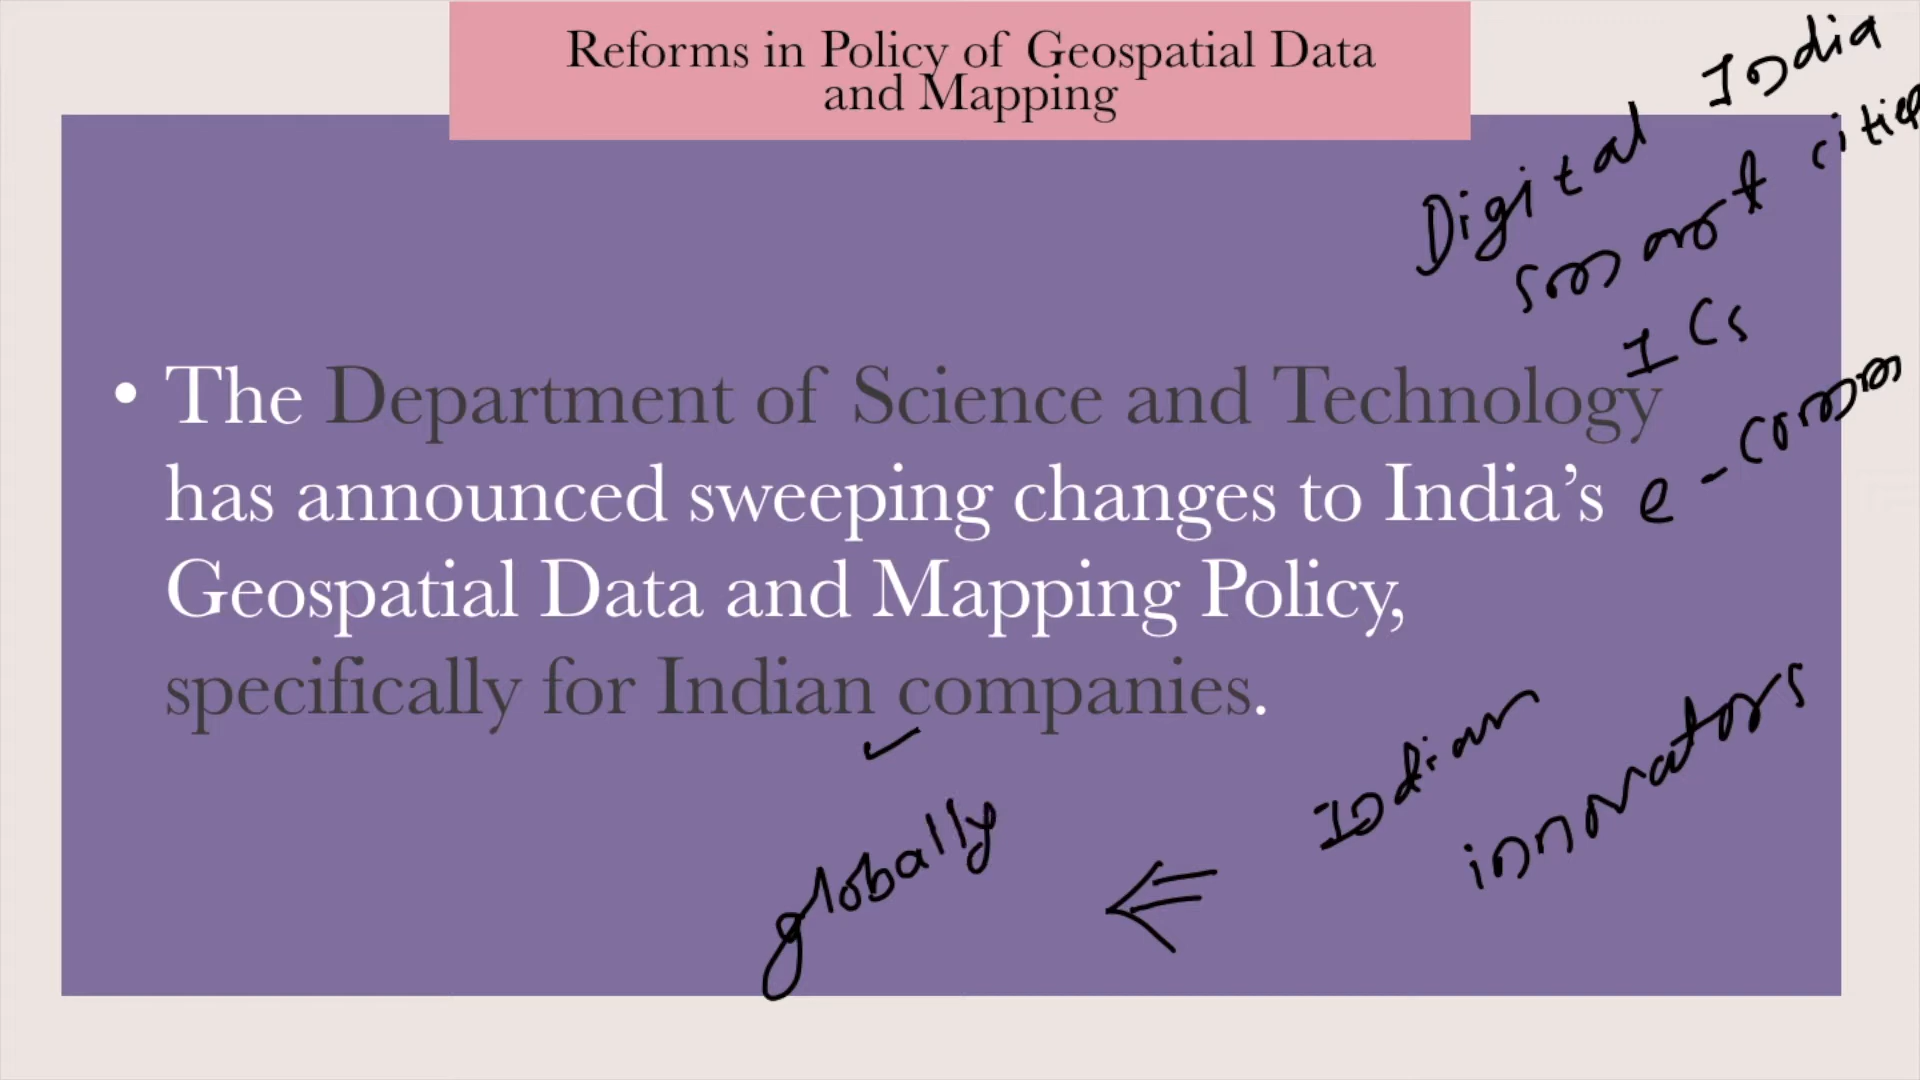 Reforms in Policy of Geospatial Data
and Mapping
Digital India
smart cities
ICs
e-comm
• The Department of Science and Technology
has announced sweeping changes to India’s
Geospatial Data and Mapping Policy,
specifically for Indian companies.
Indian
innovators
globally